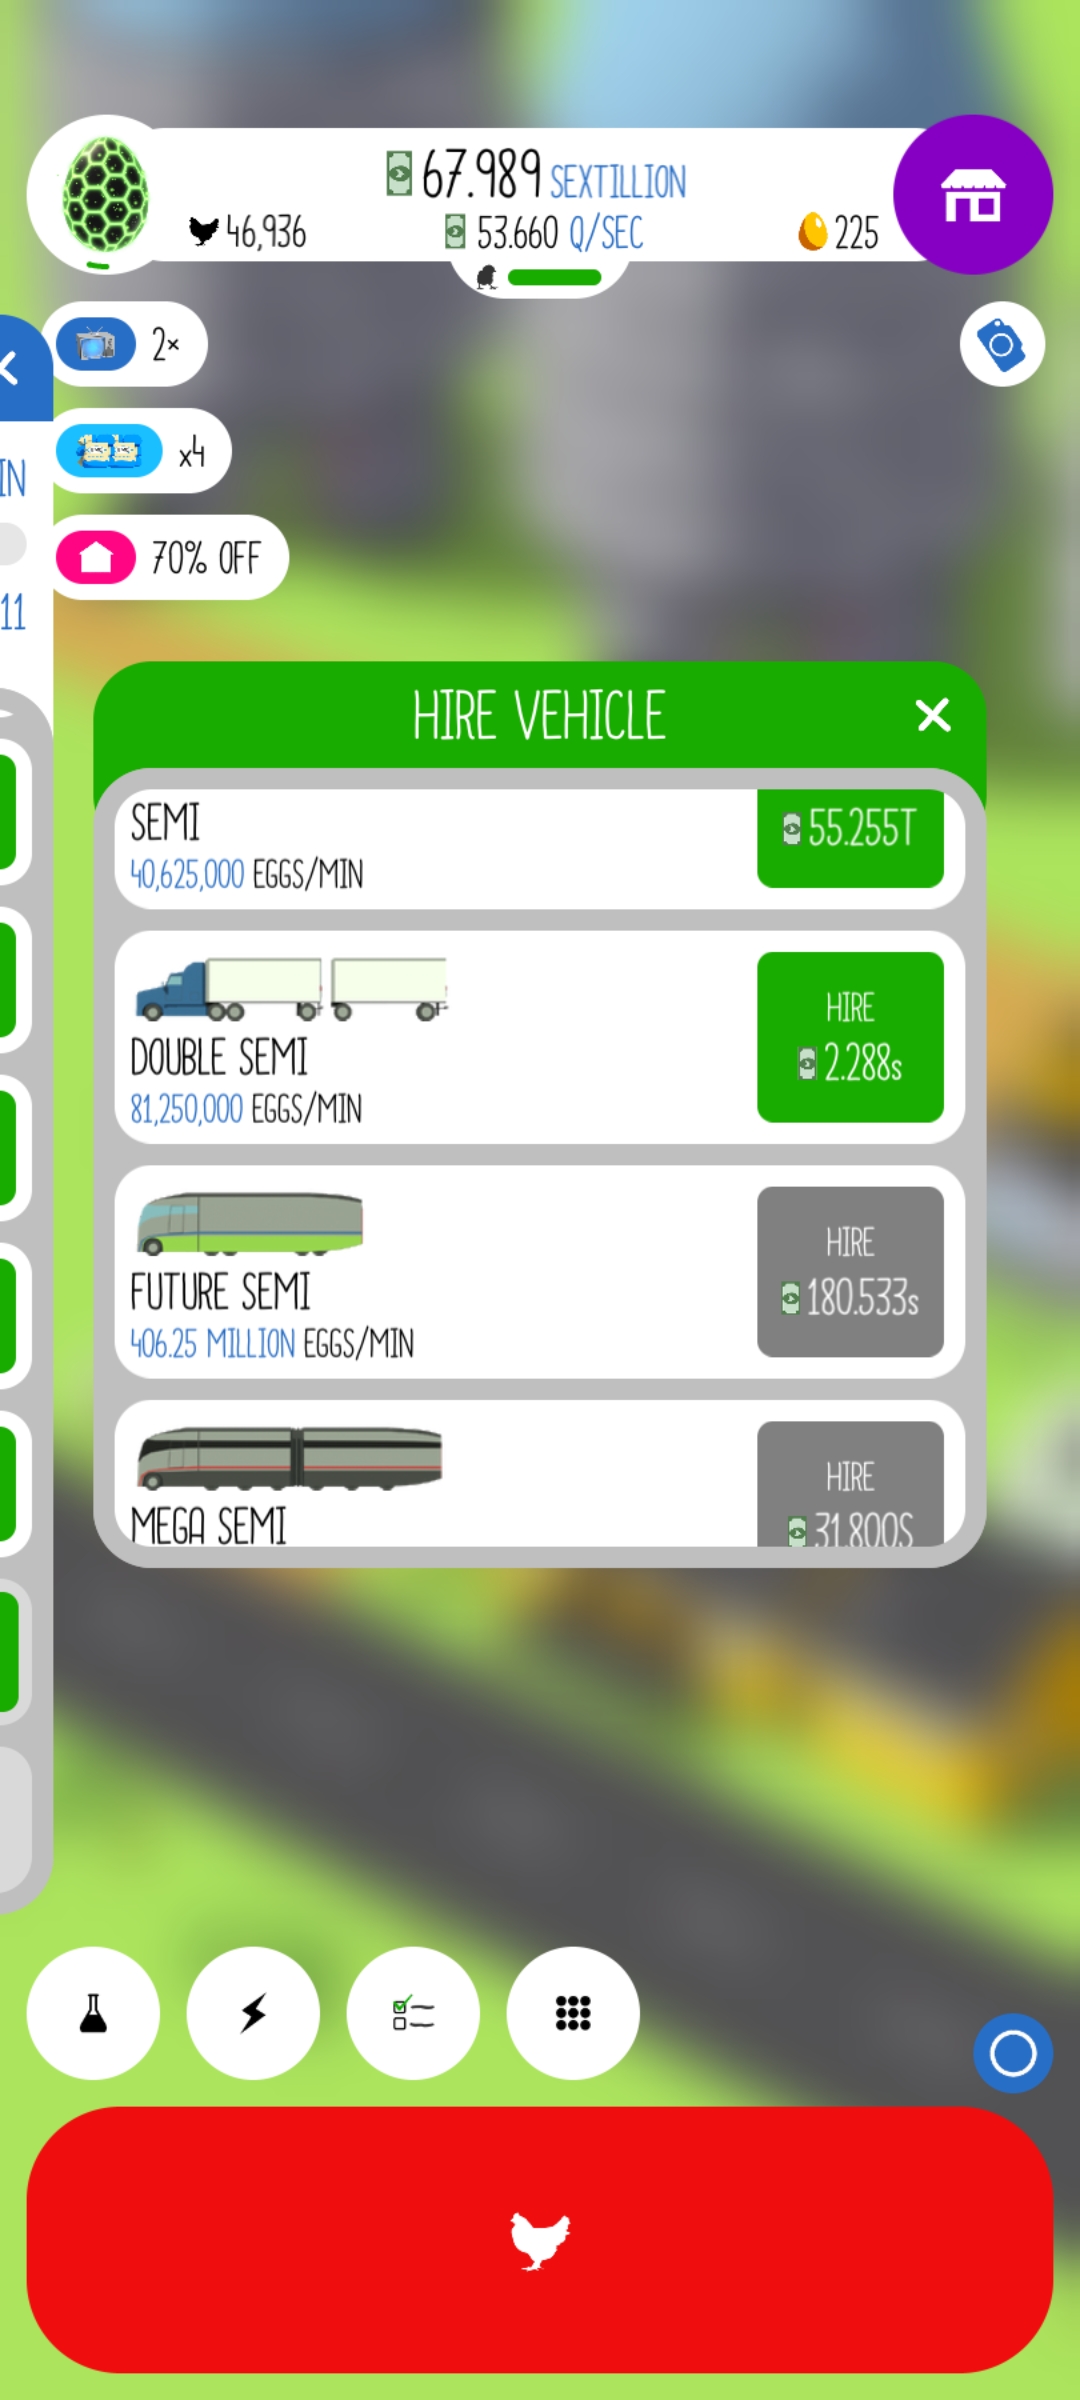 67.989 SEXTILLION
46,936
53.660 Q/SEC
225
2×
x4
IN
70% OFF
11
HIRE VEHICLE
SEMI
55.255T
40,625,000 EGGS/MIN
HIRE
2.288s
DOUBLE SEMI
81,250,000 EGGS/MIN
HIRE
180.533s
FUTURE SEMI
406.25 MILLION EGGS/MIN
HIRE
31.800S
MEGA SEMI